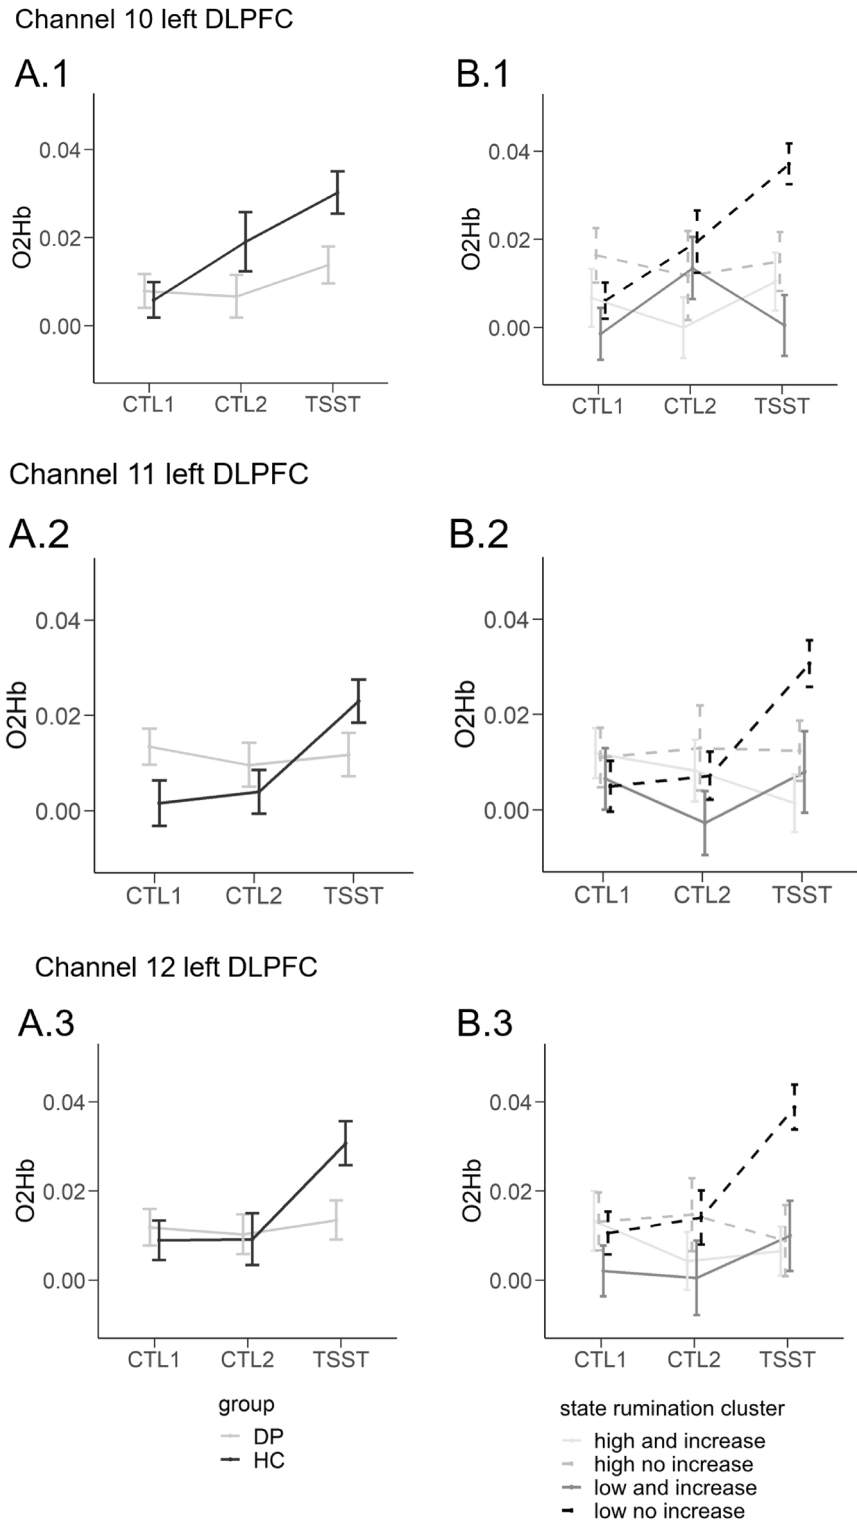 Channel 10 left DLPFC
A.1
B.1
O2Hb
0.04
0.02
0.00
CTL1 CTL2 TSST
O2Hb
0.04
0.02
0.00
CTL1 CTL2 TSST
Channel 11 left DLPFC
A.2
B.2
O2Hb
0.04
0.02
0.00
CTL1 CTL2 TSST
O2Hb
0.04
0.02
0.00
CTL1 CTL2 TSST
Channel 12 left DLPFC
A.3
B.3
O2Hb
0.04
0.02
0.00
CTL1 CTL2 TSST
O2Hb
0.04
0.02
0.00
CTL1 CTL2 TSST
group
DP
HC
state rumination cluster
high and increase
high no increase
low and increase
low no increase